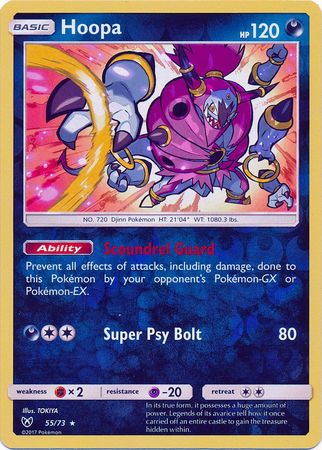 BASIC Hoopa HP 120
NO. 720 Djinn Pokémon HT: 21'04" WT: 1080.3 lbs.
Ability Scoundrel Guard
Prevent all effects of attacks, including damage, done to
this Pokémon by your opponent's Pokémon-GX or
Pokémon-EX.
Super Psy Bolt 80
weakness ×2 resistance -20 retreat
Illus. TOKIYA
55/73
©2017 Pokémon
In its true form, it possesses a huge amount of
power. Legends of its avarice tell how it once
carried off an entire castle to gain the treasure
hidden within.